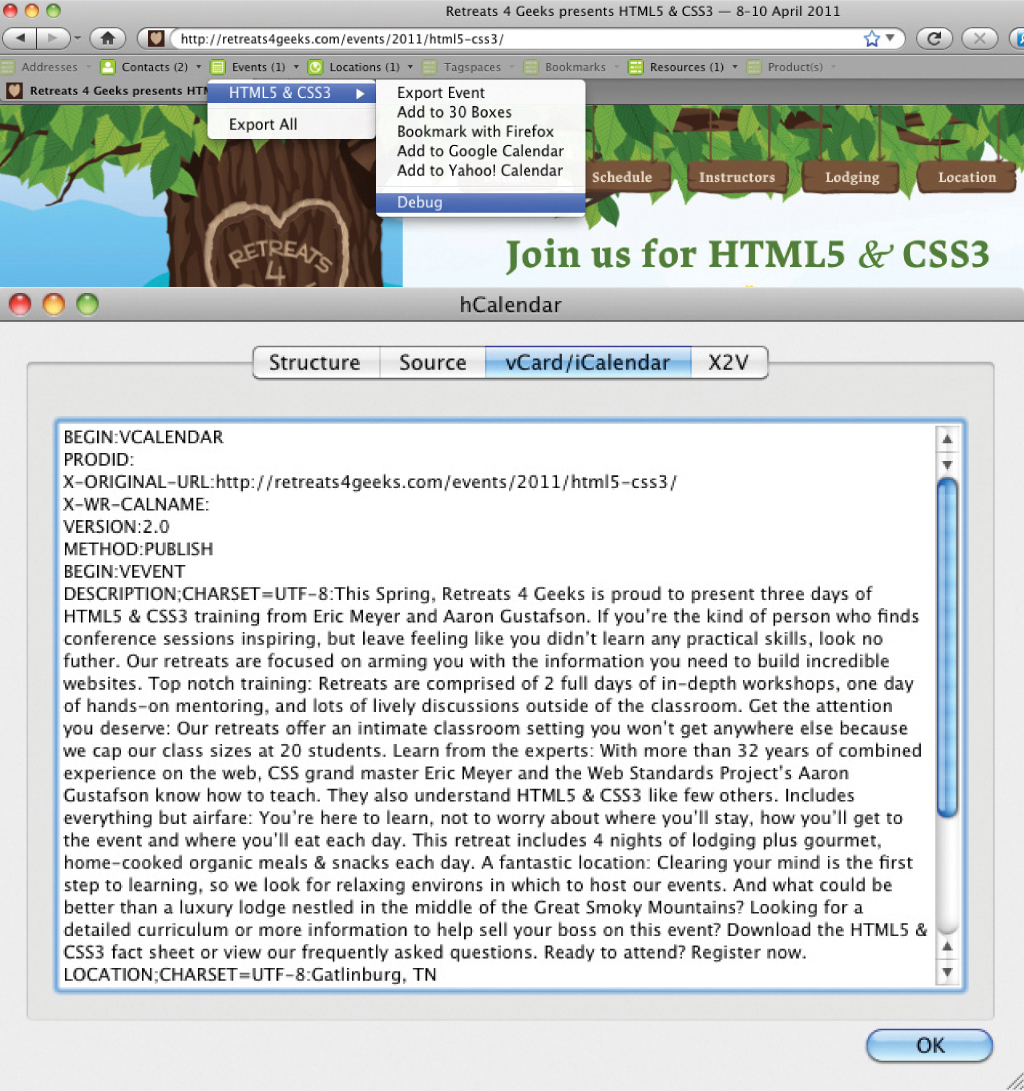 Retreats 4 Geeks presents HTML5 & CSS3 — 8-10 April 2011
http://retreats4geeks.com/events/2011/html5-css3/
Addresses Contacts (2) Events (1) Locations (1) Tagspaces Bookmarks Resources (1) Product(s)
Retreats 4 Geeks presents HTM
HTML5 & CSS3
Export All
Export Event
Add to 30 Boxes
Bookmark with Firefox
Add to Google Calendar
Add to Yahoo! Calendar
Debug
Schedule Instructors Lodging Location
RETREATS
4
Join us for HTML5 & CSS3
hCalendar
Structure Source vCard/iCalendar X2V
BEGIN:VCALENDAR
PRODID:
X-ORIGINAL-URL:http://retreats4geeks.com/events/2011/html5-css3/
X-WR-CALNAME:
VERSION:2.0
METHOD:PUBLISH
BEGIN:VEVENT
DESCRIPTION;CHARSET=UTF-8:This Spring, Retreats 4 Geeks is proud to present three days of
HTML5 & CSS3 training from Eric Meyer and Aaron Gustafson. If you’re the kind of person who finds
conference sessions inspiring, but leave feeling like you didn’t learn any practical skills, look no
futher. Our retreats are focused on arming you with the information you need to build incredible
websites. Top notch training: Retreats are comprised of 2 full days of in-depth workshops, one day
of hands-on mentoring, and lots of lively discussions outside of the classroom. Get the attention
you deserve: Our retreats offer an intimate classroom setting you won’t get anywhere else because
we cap our class sizes at 20 students. Learn from the experts: With more than 32 years of combined
experience on the web, CSS grand master Eric Meyer and the Web Standards Project’s Aaron
Gustafson know how to teach. They also understand HTML5 & CSS3 like few others. Includes
everything but airfare: You’re here to learn, not to worry about where you’ll stay, how you’ll get to
the event and where you’ll eat each day. This retreat includes 4 nights of lodging plus gourmet,
home-cooked organic meals & snacks each day. A fantastic location: Clearing your mind is the first
step to learning, so we look for relaxing environs in which to host our events. And what could be
better than a luxury lodge nestled in the middle of the Great Smoky Mountains? Looking for a
detailed curriculum or more information to help sell your boss on this event? Download the HTML5 &
CSS3 fact sheet or view our frequently asked questions. Ready to attend? Register now.
LOCATION;CHARSET=UTF-8:Gatlinburg, TN
OK